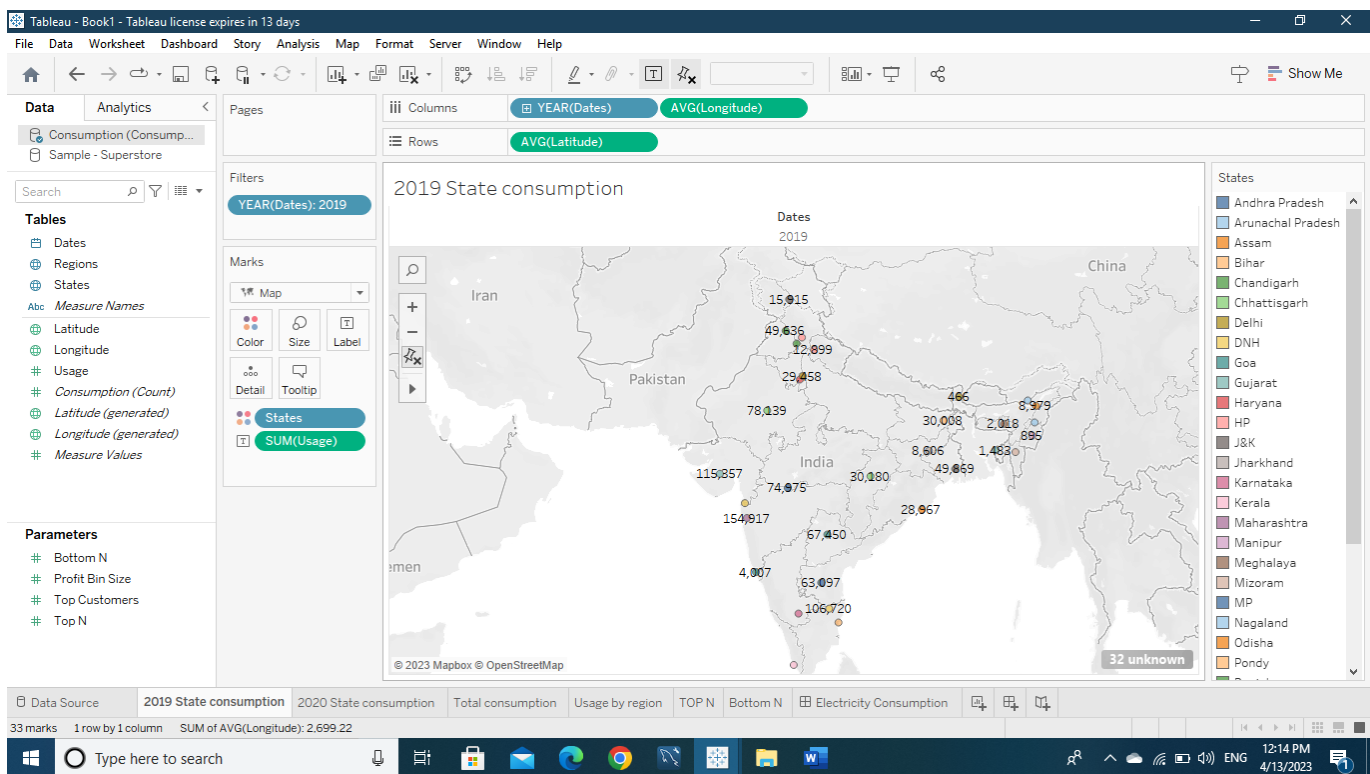 Tableau - Book1 - Tableau license expires in 13 days
File Data Worksheet Dashboard Story Analysis Map Format Server Window Help
Show Me
Data Analytics
Consumption (Consump...
Sample - Superstore
Search
Tables
Dates
Regions
States
Abc Measure Names
Latitude
Longitude
Usage
Consumption (Count)
Latitude (generated)
Longitude (generated)
Measure Values
Parameters
Bottom N
Profit Bin Size
Top Customers
Top N
Pages
Filters
YEAR(Dates): 2019
Marks
Map
Color Size Label
Detail Tooltip
States
SUM(Usage)
Columns YEAR(Dates) AVG(Longitude)
Rows AVG(Latitude)
2019 State consumption
Dates
2019
Iran
China
Pakistan
India
emen
15,915
49,636
12,899
29,458
78,139
466
8,979
30,008
2,018
895
8,606
1,483
49,869
115,357
74,975
30,180
154,917
28,967
67,450
4,007
63,097
106,720
© 2023 Mapbox © OpenStreetMap
32 unknown
States
Andhra Pradesh
Arunachal Pradesh
Assam
Bihar
Chandigarh
Chhattisgarh
Delhi
DNH
Goa
Gujarat
Haryana
HP
J&K
Jharkhand
Karnataka
Kerala
Maharashtra
Manipur
Meghalaya
Mizoram
MP
Nagaland
Odisha
Pondy
Data Source 2019 State consumption 2020 State consumption Total consumption Usage by region TOP N Bottom N Electricity Consumption
33 marks 1 row by 1 column SUM of AVG(Longitude): 2,699.22
Type here to search
ENG
12:14 PM
4/13/2023
1